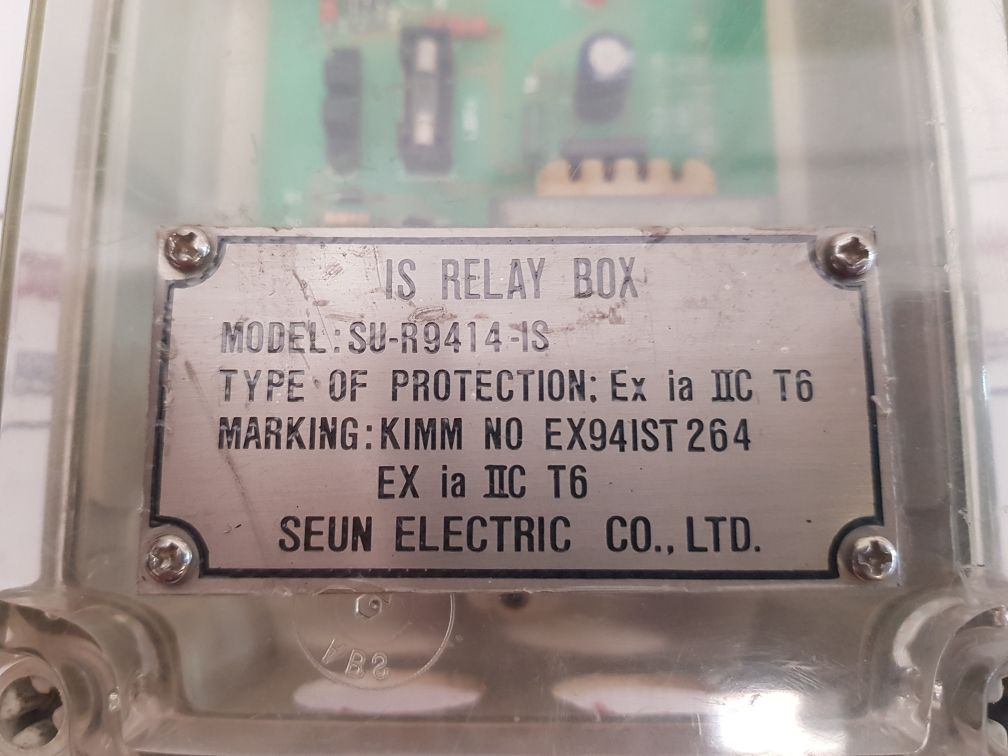 IS RELAY BOX
MODEL: SU-R9414-IS
TYPE OF PROTECTION: Ex ia IIC T6
MARKING: KIMM NO EX94IST264
EX ia IIC T6
SEUN ELECTRIC CO., LTD.
ABS